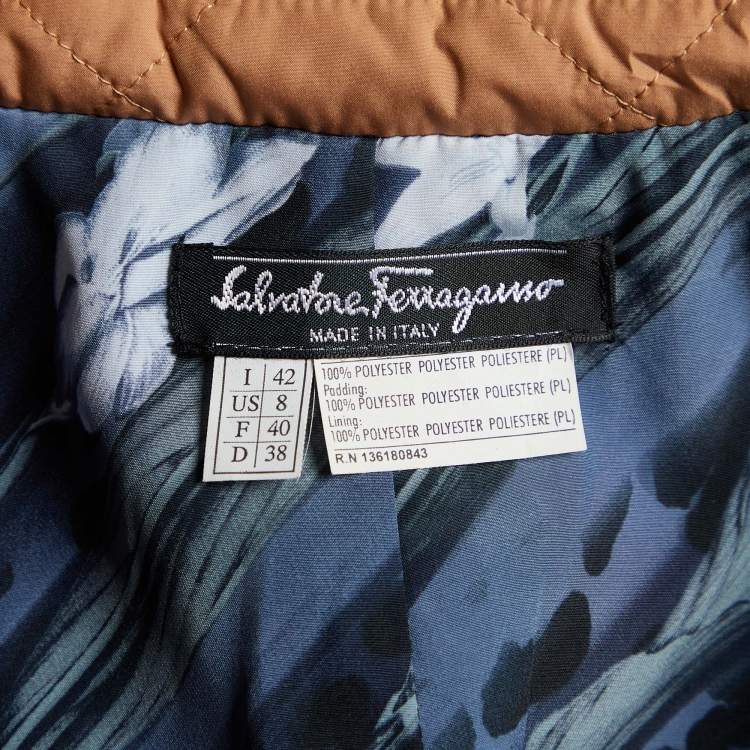 Salvatore Ferragamo
MADE IN ITALY
I 42
US 8
F 40
D 38
100% POLYESTER POLYESTER POLIESTERE (PL)
Padding:
100% POLYESTER POLYESTER POLIESTERE (PL)
Lining:
100% POLYESTER POLYESTER POLIESTERE (PL)
R.N 136180843